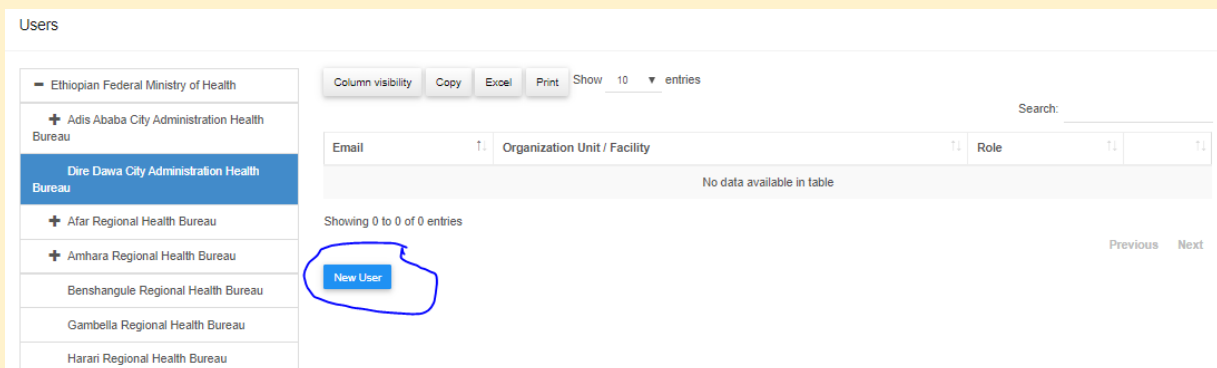 Users
Ethiopian Federal Ministry of Health
Adis Ababa City Administration Health
Bureau
Dire Dawa City Administration Health
Bureau
Afar Regional Health Bureau
Amhara Regional Health Bureau
Benshangule Regional Health Bureau
Gambella Regional Health Bureau
Harari Regional Health Bureau
Column visibility Copy Excel Print Show 10 entries
Search:
Email Organization Unit / Facility Role
No data available in table
Showing 0 to 0 of 0 entries
Previous Next
New User